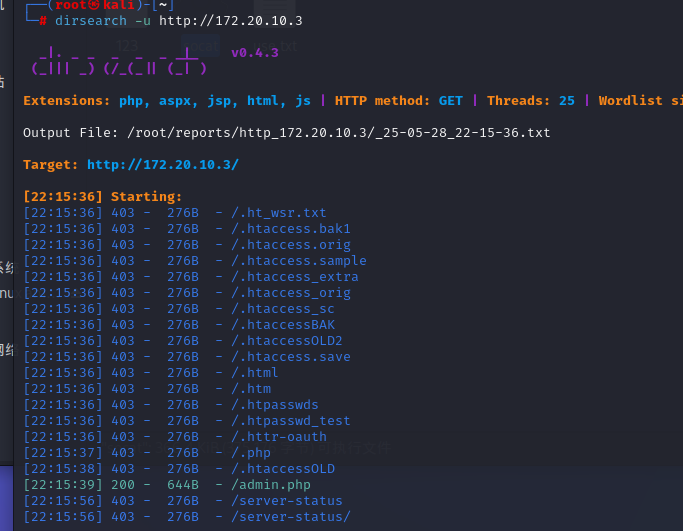 (root㉿kali)-[~]
# dirsearch -u http://172.20.10.3
v0.4.3
Extensions: php, aspx, jsp, html, js | HTTP method: GET | Threads: 25 | Wordlist si
Output File: /root/reports/http_172.20.10.3/_25-05-28_22-15-36.txt
Target: http://172.20.10.3/
[22:15:36] Starting:
[22:15:36] 403 - 276B - /.ht_wsr.txt
[22:15:36] 403 - 276B - /.htaccess.bak1
[22:15:36] 403 - 276B - /.htaccess.orig
[22:15:36] 403 - 276B - /.htaccess.sample
[22:15:36] 403 - 276B - /.htaccess_extra
[22:15:36] 403 - 276B - /.htaccess_orig
[22:15:36] 403 - 276B - /.htaccess_sc
[22:15:36] 403 - 276B - /.htaccessBAK
[22:15:36] 403 - 276B - /.htaccessOLD2
[22:15:36] 403 - 276B - /.htaccess.save
[22:15:36] 403 - 276B - /.html
[22:15:36] 403 - 276B - /.htm
[22:15:36] 403 - 276B - /.htpasswds
[22:15:36] 403 - 276B - /.htpasswd_test
[22:15:36] 403 - 276B - /.httr-oauth
[22:15:37] 403 - 276B - /.php
[22:15:38] 403 - 276B - /.htaccessOLD
[22:15:39] 200 - 644B - /admin.php
[22:15:56] 403 - 276B - /server-status
[22:15:56] 403 - 276B - /server-status/